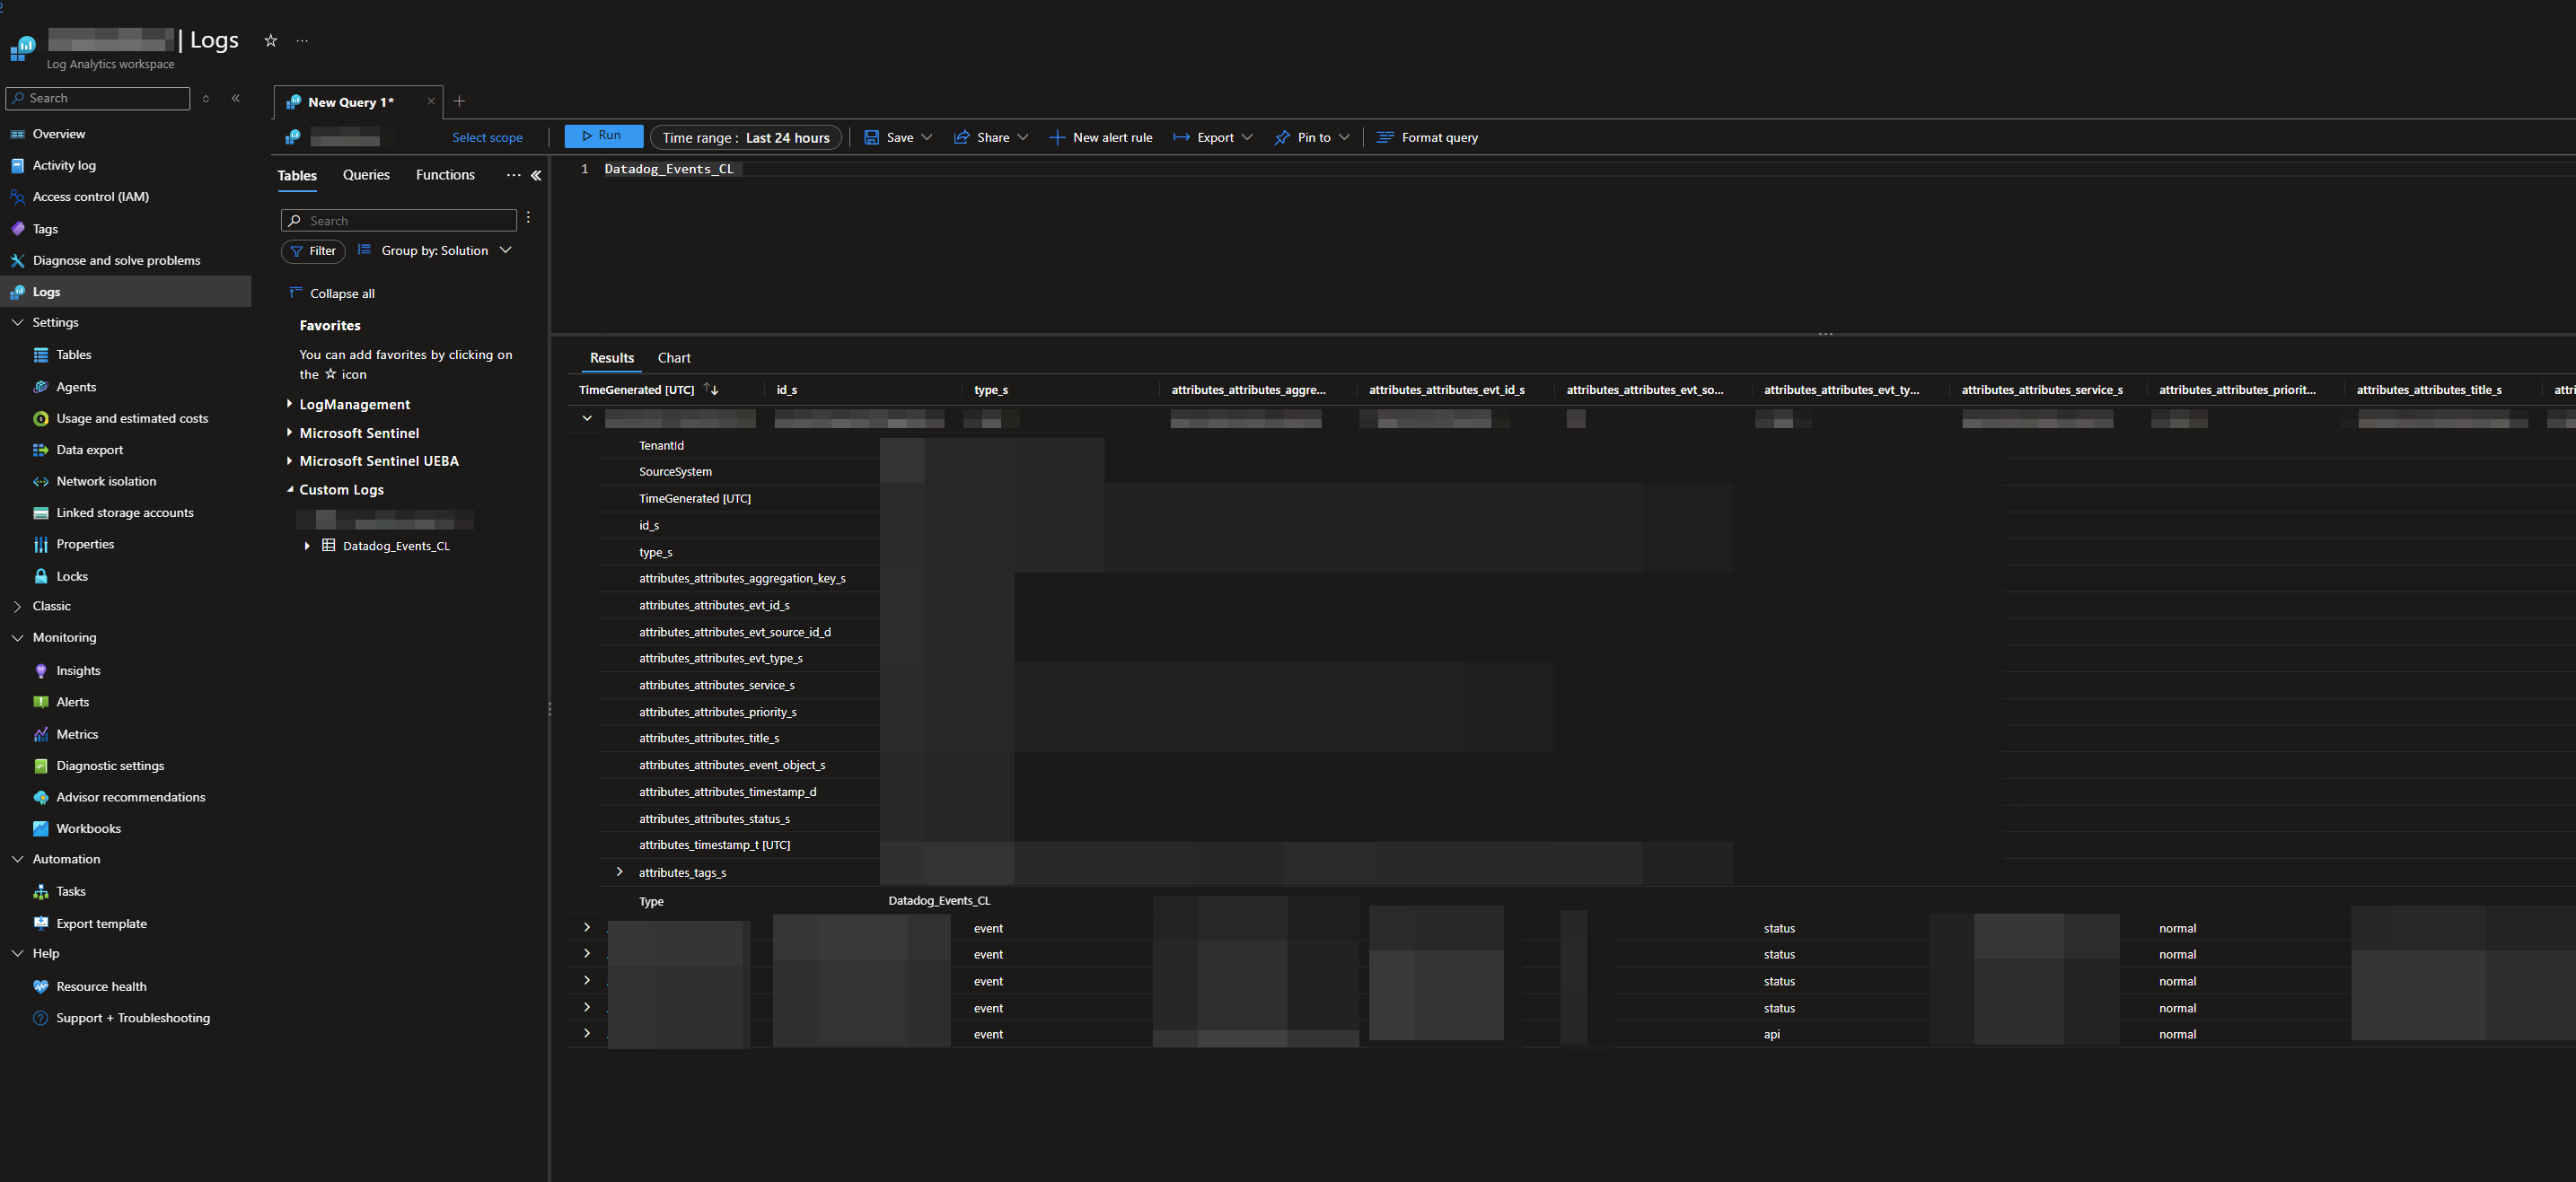 2
| Logs
Log Analytics workspace
Search
Overview
Activity log
Access control (IAM)
Tags
Diagnose and solve problems
Logs
Settings
Tables
Agents
Usage and estimated costs
Data export
Network isolation
Linked storage accounts
Properties
Locks
Classic
Monitoring
Insights
Alerts
Metrics
Diagnostic settings
Advisor recommendations
Workbooks
Automation
Tasks
Export template
Help
Resource health
Support + Troubleshooting
New Query 1*
Select scope
Run
Time range : Last 24 hours
Save
Share
New alert rule
Export
Pin to
Format query
Tables Queries Functions
Search
Filter
Group by: Solution
Collapse all
Favorites
You can add favorites by clicking on
the ☆ icon
LogManagement
Microsoft Sentinel
Microsoft Sentinel UEBA
Custom Logs
Datadog_Events_CL
1 Datadog_Events_CL
Results Chart
TimeGenerated [UTC] id_s type_s attributes_attributes_aggre... attributes_attributes_evt_id_s attributes_attributes_evt_so... attributes_attributes_evt_ty... attributes_attributes_service_s attributes_attributes_priorit... attributes_attributes_title_s attri
TenantId
SourceSystem
TimeGenerated [UTC]
id_s
type_s
attributes_attributes_aggregation_key_s
attributes_attributes_evt_id_s
attributes_attributes_evt_source_id_d
attributes_attributes_evt_type_s
attributes_attributes_service_s
attributes_attributes_priority_s
attributes_attributes_title_s
attributes_attributes_event_object_s
attributes_attributes_timestamp_d
attributes_attributes_status_s
attributes_timestamp_t [UTC]
attributes_tags_s
Type Datadog_Events_CL
event status normal
event status normal
event status normal
event status normal
event api normal